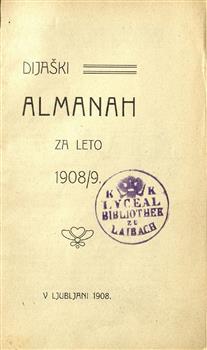 DIJAŠKI
ALMANAH
ZA LETO
1908/9.
K K
LYCEAL
BIBLIOTHEK
ZU
LAIBACH
V LJUBLJANI 1908.